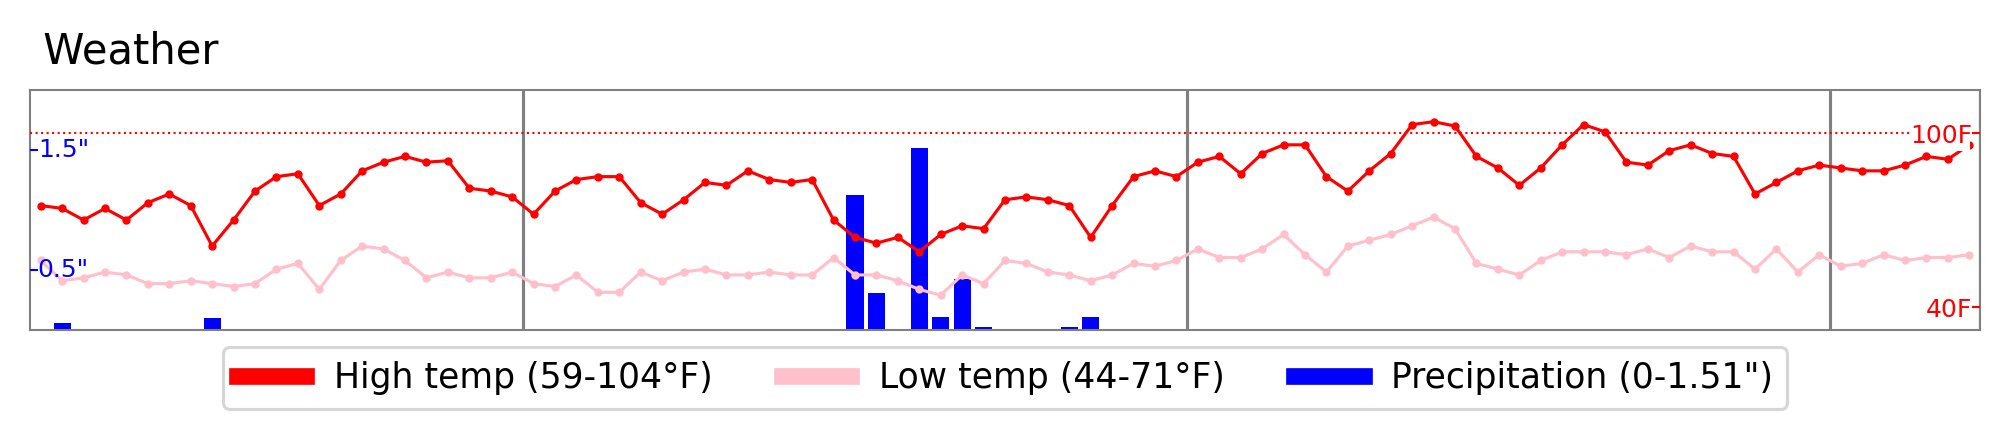 Weather
1.5"
100F
0.5"
40F
High temp (59-104°F) Low temp (44-71°F) Precipitation (0-1.51")